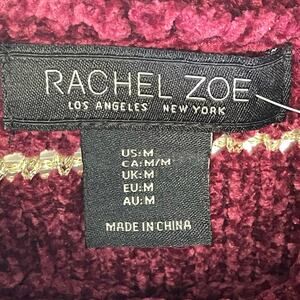 RACHEL ZOE
LOS ANGELES NEW YORK
US: M
CA: M/M
UK: M
EU: M
AU: M
MADE IN CHINA